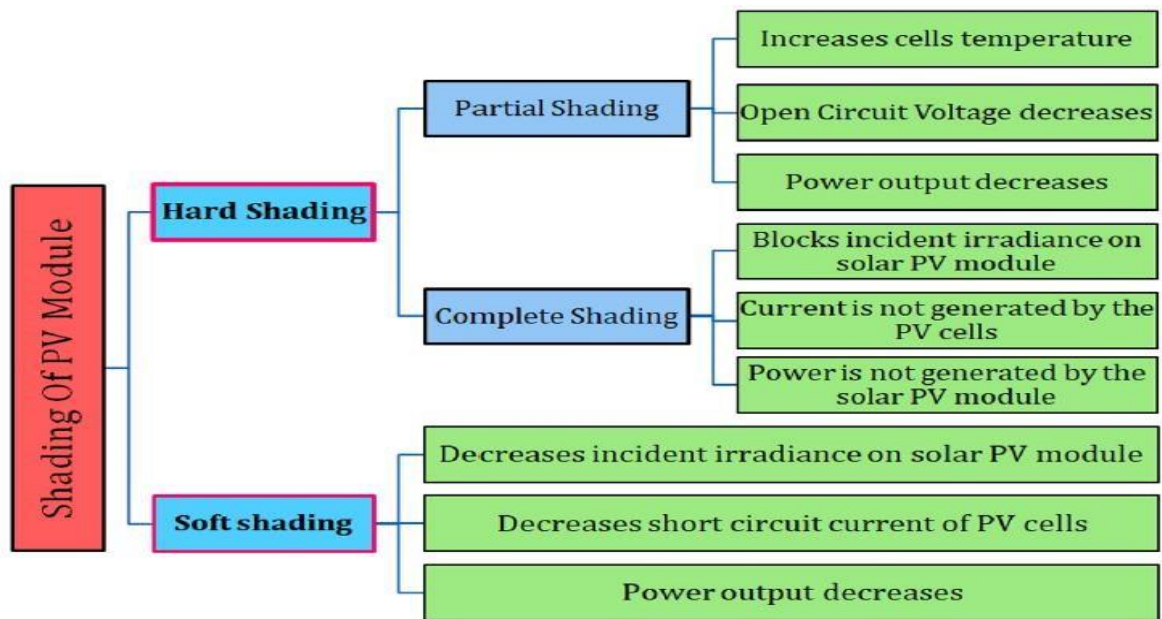 Shading Of PV Module
Hard Shading
Partial Shading
Increases cells temperature
Open Circuit Voltage decreases
Power output decreases
Complete Shading
Blocks incident irradiance on
solar PV module
Current is not generated by the
PV cells
Power is not generated by the
solar PV module
Soft shading
Decreases incident irradiance on solar PV module
Decreases short circuit current of PV cells
Power output decreases